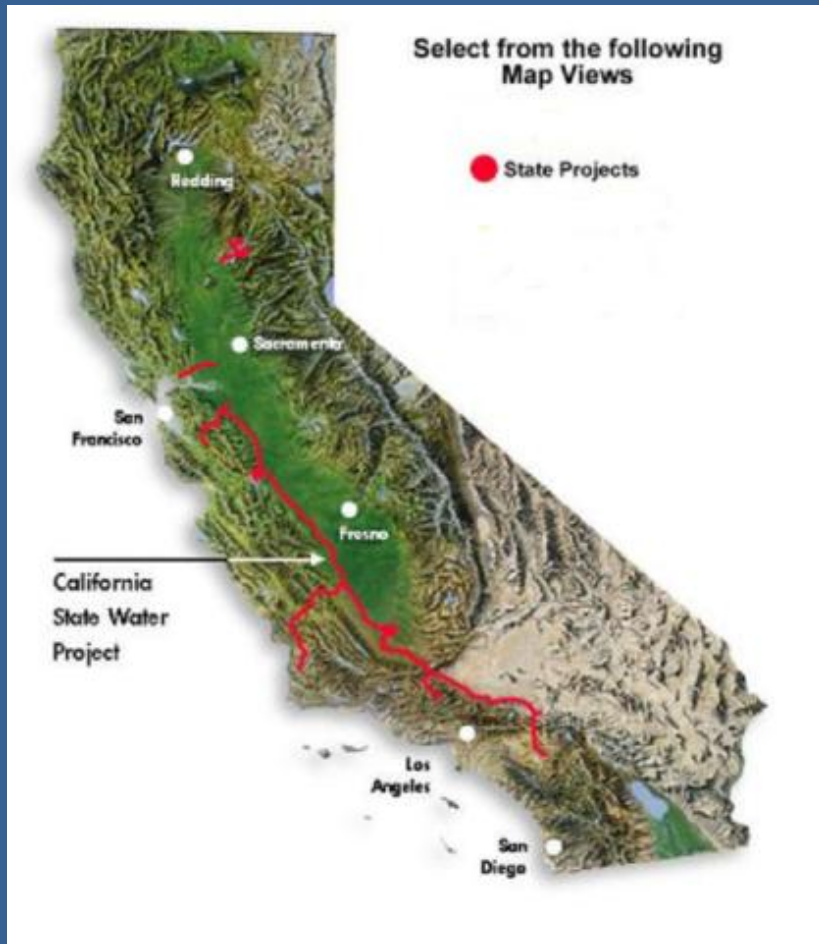 Select from the following
Map Views
State Projects
Redding
Sacramento
San
Francisco
Fresno
California
State Water
Project
Los
Angeles
San
Diego